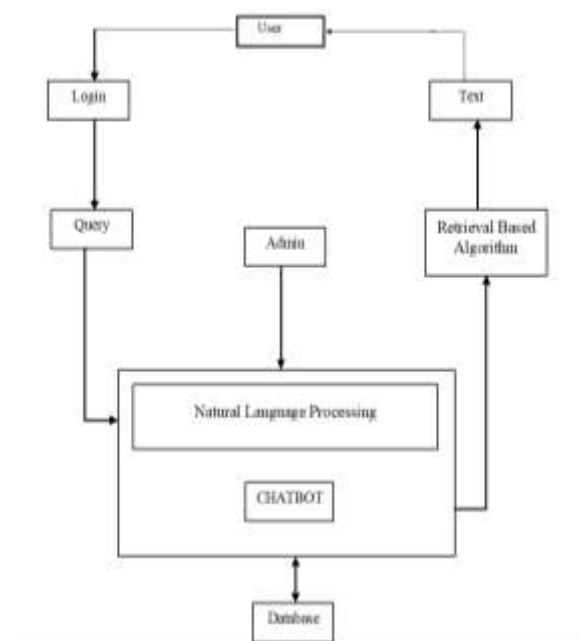 User
Login
Text
Query
Admin
Retrieval Based
Algorithm
Natural Language Processing
CHATBOT
Database